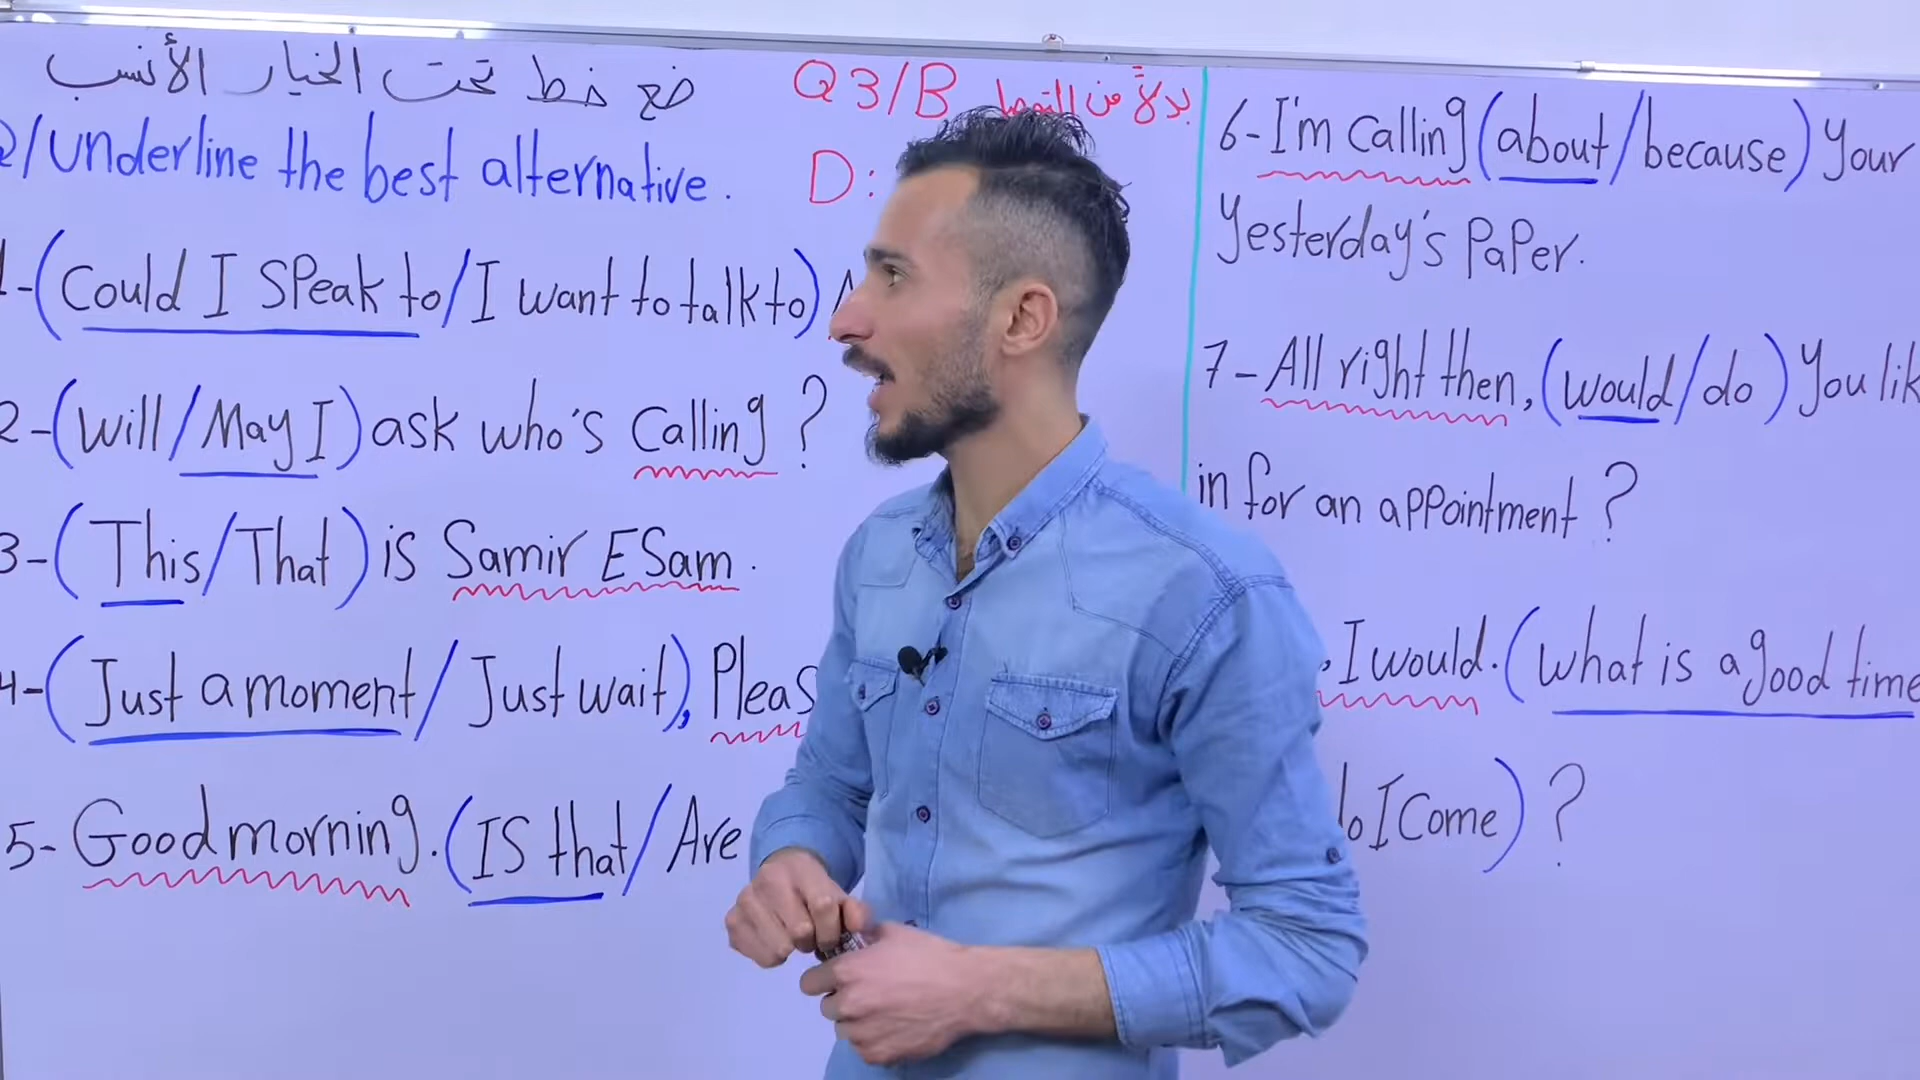 ضع خط تحت الخيار الأنسب
Q/Underline the best alternative.
Q3/B بدلاً من
D:
1-(Could I speak to/I want to talk to)
2-(Will/May I) ask who's Calling?
3-(This/That) is Samir ESam.
4-(Just a moment/Just wait), Pleas
5- Good morning. (IS that/Are
6-I'm Calling (about/because) your
yesterday's PaPer.
7-All right then, (would/do) you lik
in for an appointment?
, I would. (what is a good time
do I Come)?